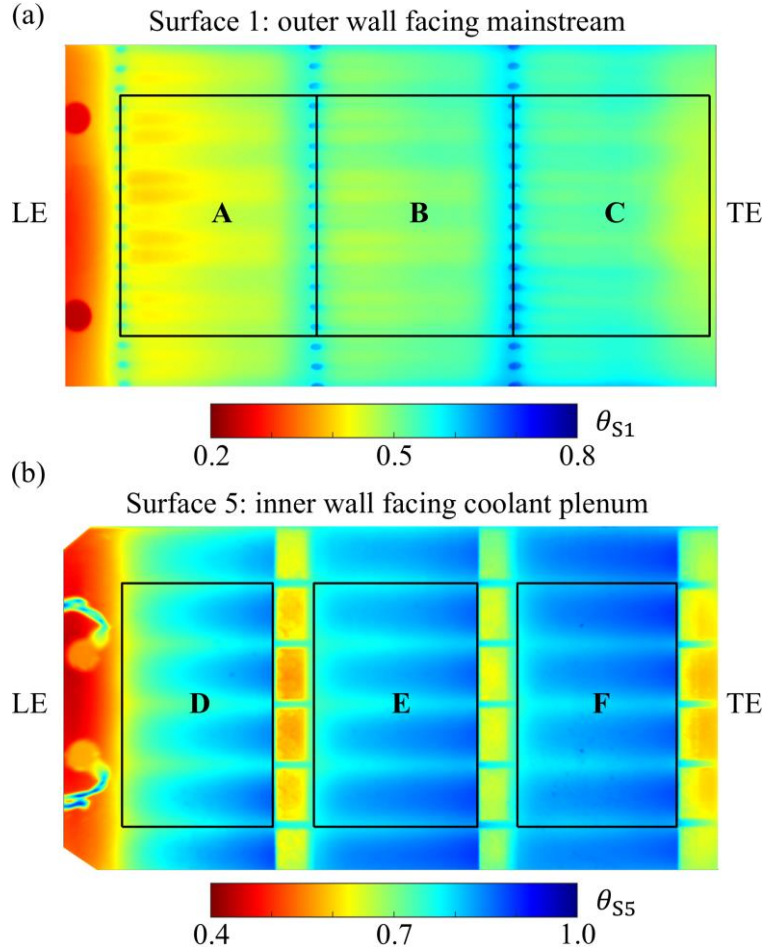 (a)
Surface 1: outer wall facing mainstream
LE A B C TE
θS1
0.2 0.5 0.8
(b)
Surface 5: inner wall facing coolant plenum
LE D E F TE
θS5
0.4 0.7 1.0